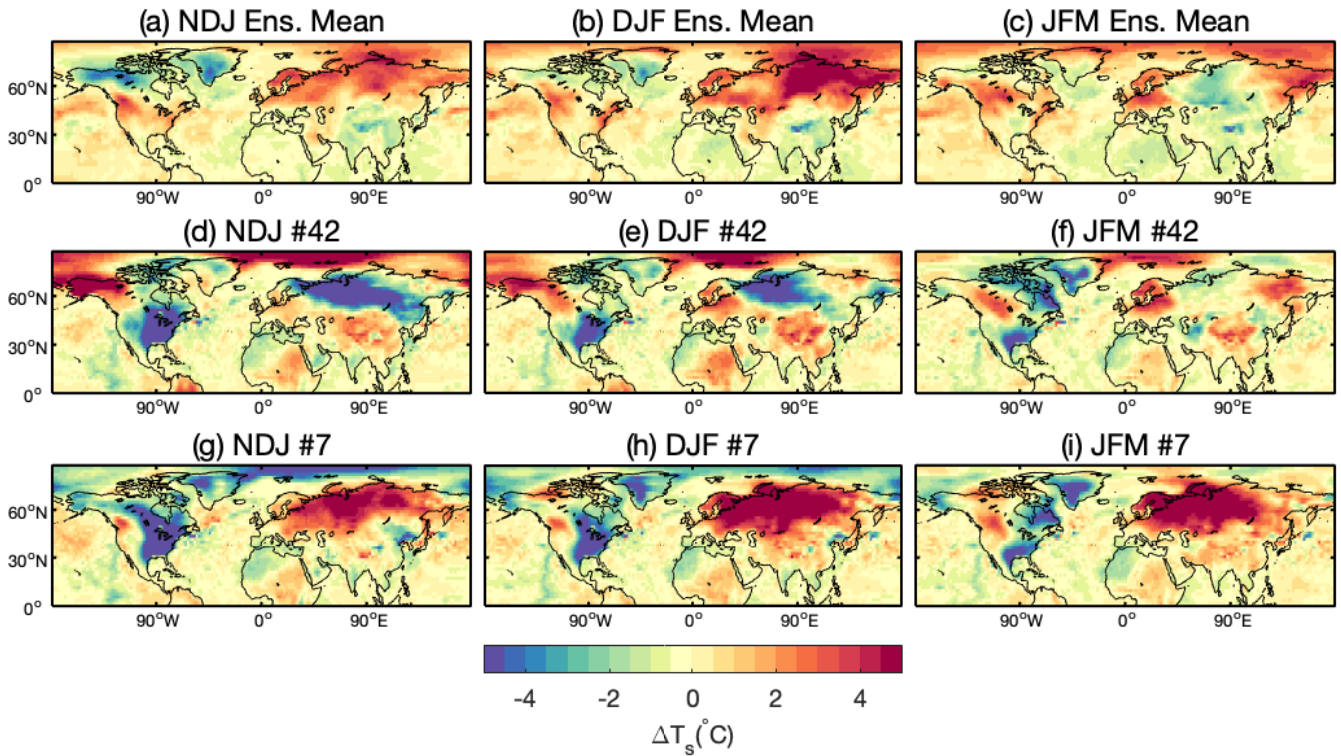 (a) NDJ Ens. Mean
(b) DJF Ens. Mean
(c) JFM Ens. Mean
60°N
30°N
0°
90°W 0° 90°E
90°W 0° 90°E
90°W 0° 90°E
(d) NDJ #42
(e) DJF #42
(f) JFM #42
60°N
30°N
0°
90°W 0° 90°E
90°W 0° 90°E
90°W 0° 90°E
(g) NDJ #7
(h) DJF #7
(i) JFM #7
60°N
30°N
0°
90°W 0° 90°E
90°W 0° 90°E
90°W 0° 90°E
-4 -2 0 2 4
ΔT_s(°C)